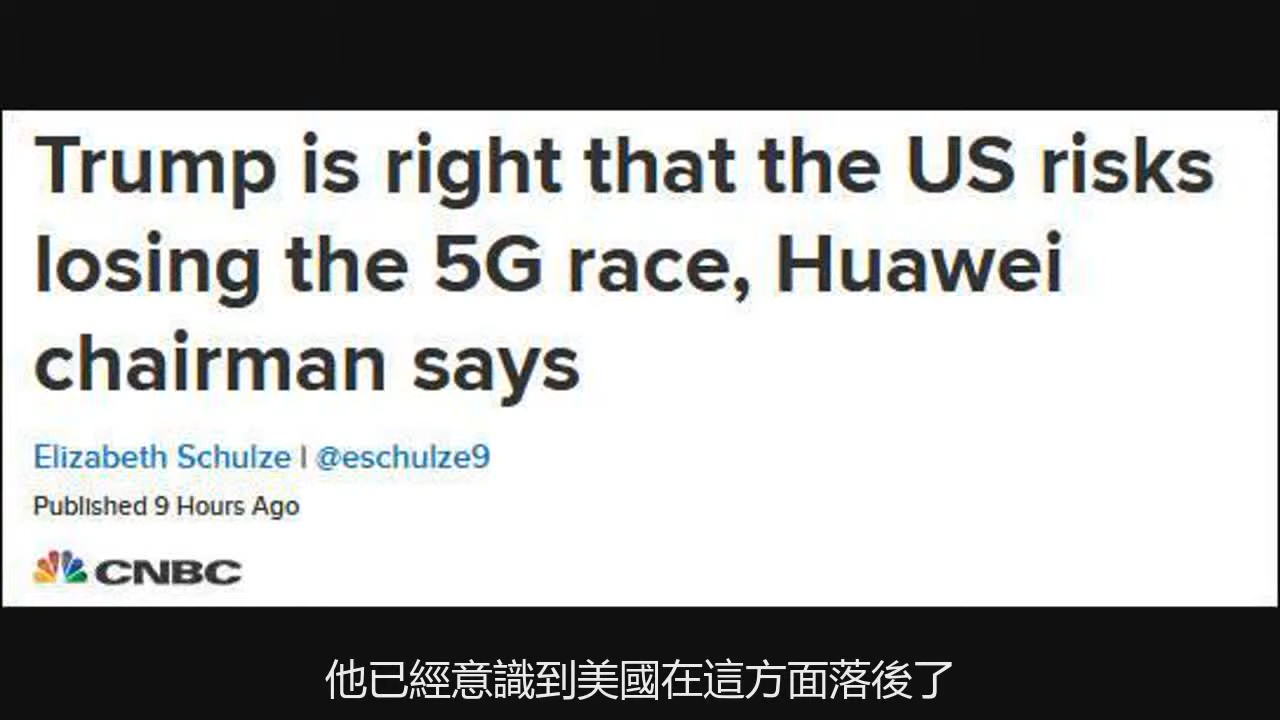 Trump is right that the US risks
losing the 5G race, Huawei
chairman says
Elizabeth Schulze | @eschulze9
Published 9 Hours Ago
CNBC
他已經意識到美國在這方面落後了